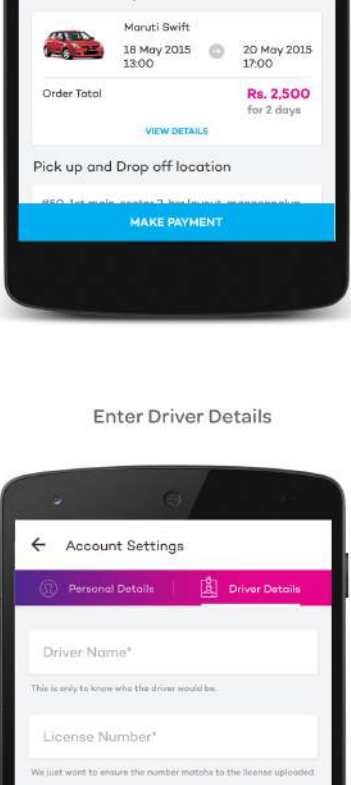 Maruti Swift
18 May 2015 20 May 2015
13:00 17:00
Order Total Rs. 2,500
for 2 days
VIEW DETAILS
Pick up and Drop off location
MAKE PAYMENT
Enter Driver Details
Account Settings
Personal Details Driver Details
Driver Name*
This is only to know who the driver would be.
License Number*
We just want to ensure the number matchs to the license uploaded.